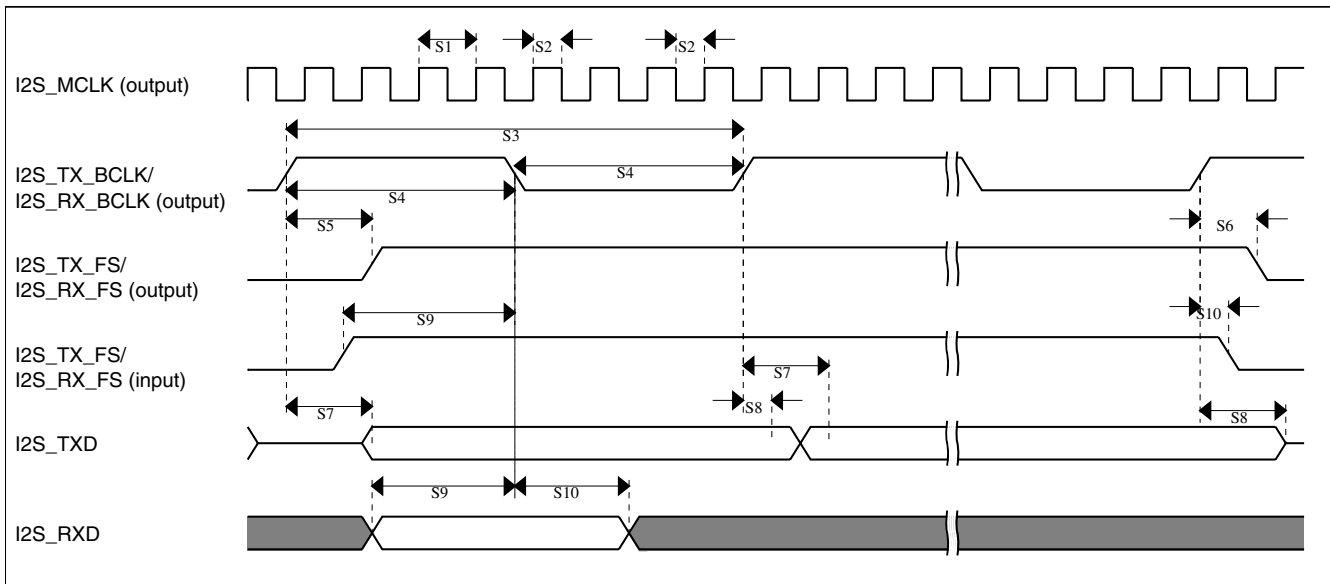 S1
S2
S2
I2S_MCLK (output)
S3
I2S_TX_BCLK/
I2S_RX_BCLK (output)
S4
S4
S5
S6
I2S_TX_FS/
I2S_RX_FS (output)
S9
S10
I2S_TX_FS/
I2S_RX_FS (input)
S7
S7
S8
S8
I2S_TXD
S9
S10
I2S_RXD